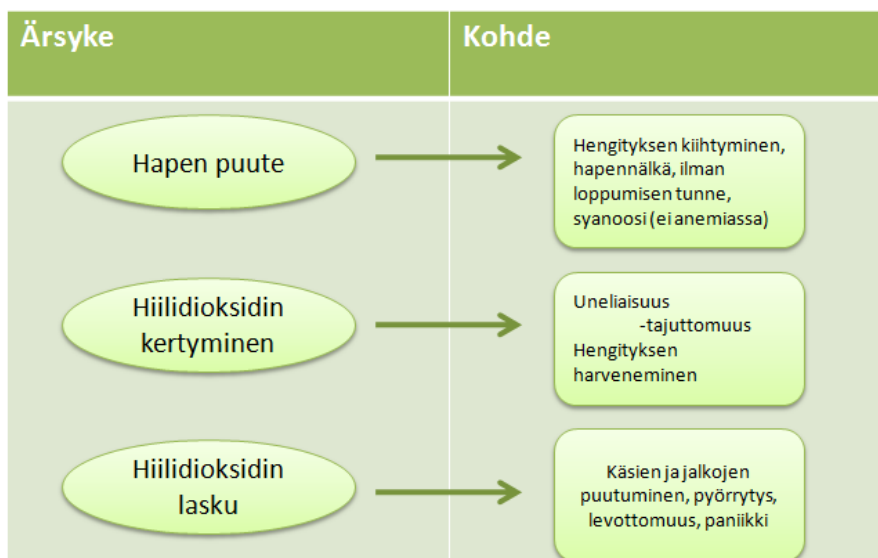 Ärsyke
Kohde
Hapen puute
Hengityksen kiihtyminen,
hapennälkä, ilman
loppumisen tunne,
syanoosi (ei anemiassa)
Hiilidioksidin
kertyminen
Uneliaisuus
-tajuttomuus
Hengityksen
harveneminen
Hiilidioksidin
lasku
Käsien ja jalkojen
puutuminen, pyörrytys,
levottomuus, paniikki